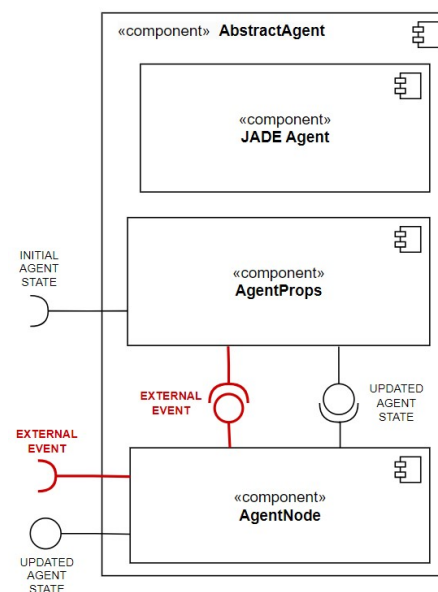 «component» AbstractAgent
«component»
JADE Agent
«component»
AgentProps
INITIAL
AGENT
STATE
EXTERNAL
EVENT
UPDATED
AGENT
STATE
EXTERNAL
EVENT
«component»
AgentNode
UPDATED
AGENT
STATE